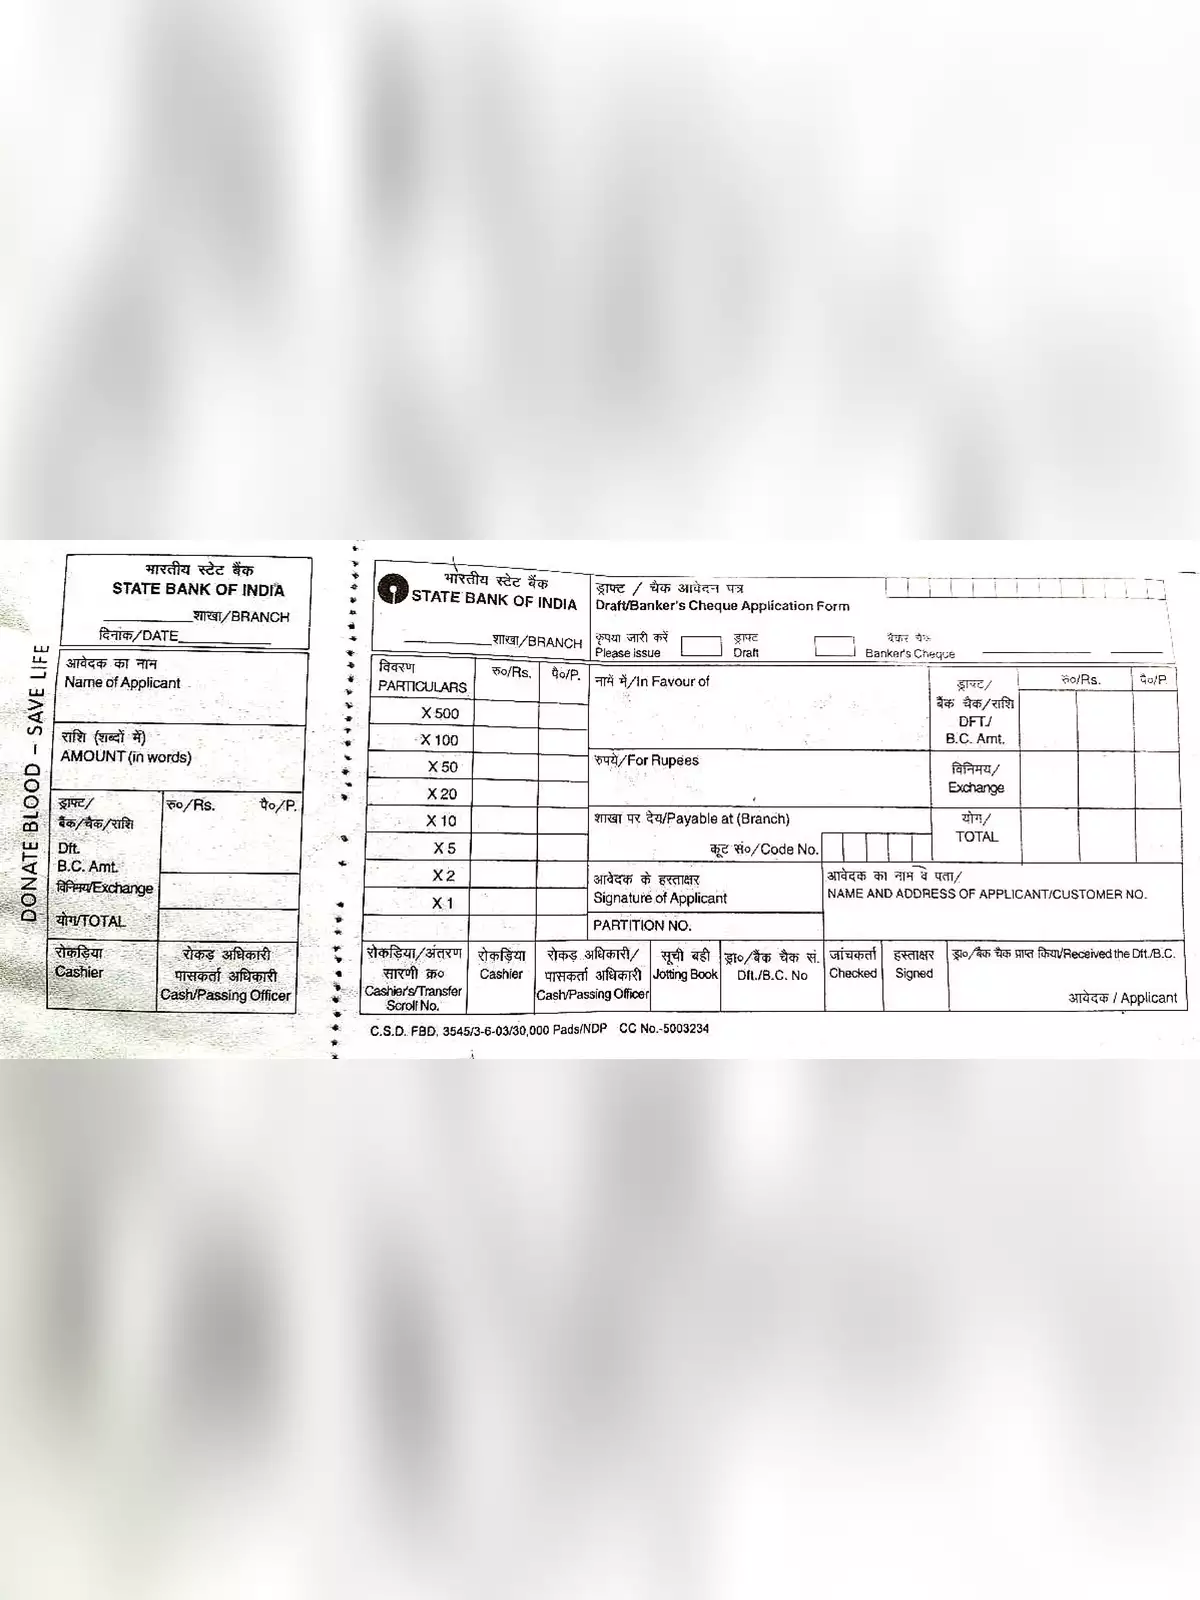 DONATE BLOOD – SAVE LIFE
भारतीय स्टेट बैंक
STATE BANK OF INDIA
शाखा/BRANCH
दिनांक/DATE
आवेदक का नाम
Name of Applicant
राशि (शब्दों में)
AMOUNT (in words)
ड्राफ्ट/
बैंक/चैक/राशि
Dft.
B.C. Amt.
रु०/Rs. पै०/P.
विनिमय/Exchange
योग/TOTAL
रोकड़िया
Cashier
रोकड़ अधिकारी
पासकर्ता अधिकारी
Cash/Passing Officer
भारतीय स्टेट बैंक
STATE BANK OF INDIA
शाखा/BRANCH
ड्राफ्ट / चैक आवेदन पत्र
Draft/Banker's Cheque Application Form
कृपया जारी करें ड्राफ्ट बैंकर चैक
Please issue Draft Banker's Cheque
विवरण
PARTICULARS
रु०/Rs. पै०/P.
X 500
X 100
X 50
X 20
X 10
X 5
X 2
X 1
नामें में/In Favour of
रुपये/For Rupees
शाखा पर देय/Payable at (Branch)
कूट सं०/Code No.
ड्राफ्ट/
बैंक चैक/राशि
DFT./
B.C. Amt.
रु०/Rs. पै०/P.
विनिमय/
Exchange
योग/
TOTAL
आवेदक के हस्ताक्षर
Signature of Applicant
PARTITION NO.
आवेदक का नाम व पता/
NAME AND ADDRESS OF APPLICANT/CUSTOMER NO.
रोकड़िया/अंतरण
सारणी क्र०
Cashier's/Transfer
Scroll No.
रोकड़िया
Cashier
रोकड़ अधिकारी/
पासकर्ता अधिकारी
Cash/Passing Officer
सूची बही
Jotting Book
ड्रा०/बैंक चैक सं.
Dft./B.C. No
जांचकर्ता
Checked
हस्ताक्षर
Signed
ड्रा०/बैंक चैक प्राप्त किया/Received the Dft./B.C.
आवेदक / Applicant
C.S.D. FBD. 3545/3-6-03/30,000 Pads/NDP CC No.-5003234